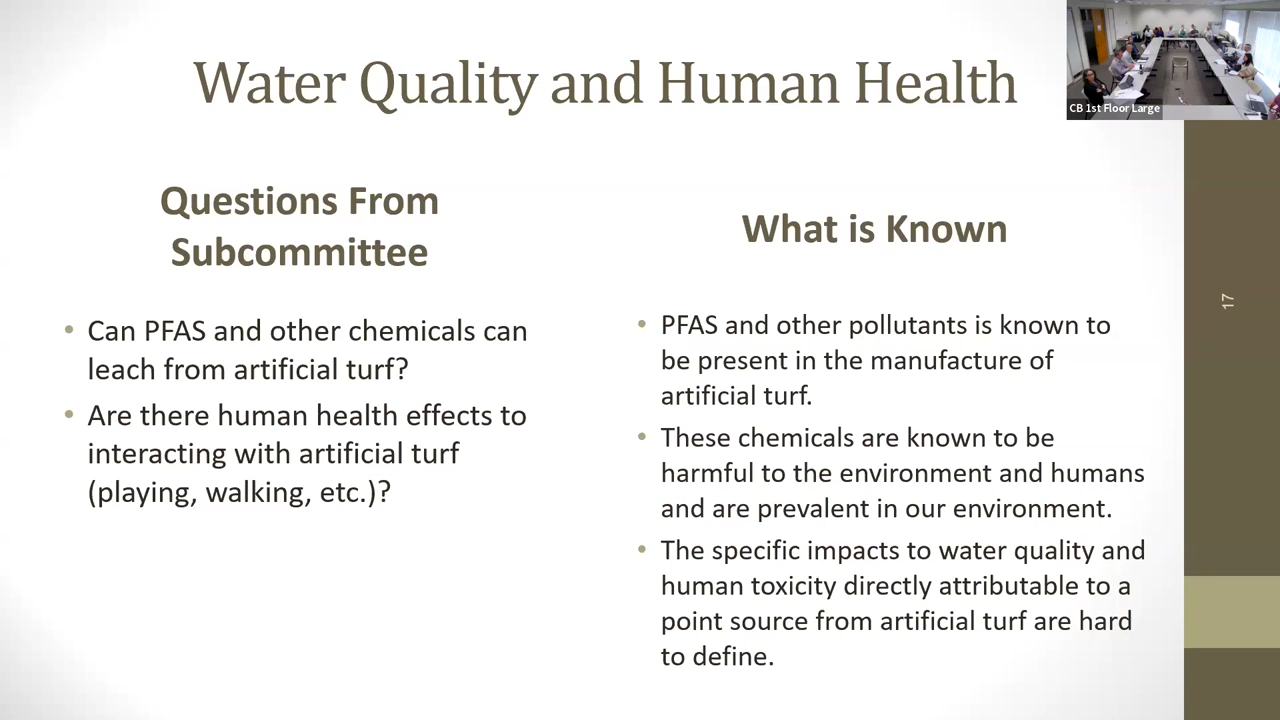 Water Quality and Human Health
CB 1st Floor Large
Questions From
Subcommittee
• Can PFAS and other chemicals can
leach from artificial turf?
• Are there human health effects to
interacting with artificial turf
(playing, walking, etc.)?
What is Known
• PFAS and other pollutants is known to
be present in the manufacture of
artificial turf.
• These chemicals are known to be
harmful to the environment and humans
and are prevalent in our environment.
• The specific impacts to water quality and
human toxicity directly attributable to a
point source from artificial turf are hard
to define.
17